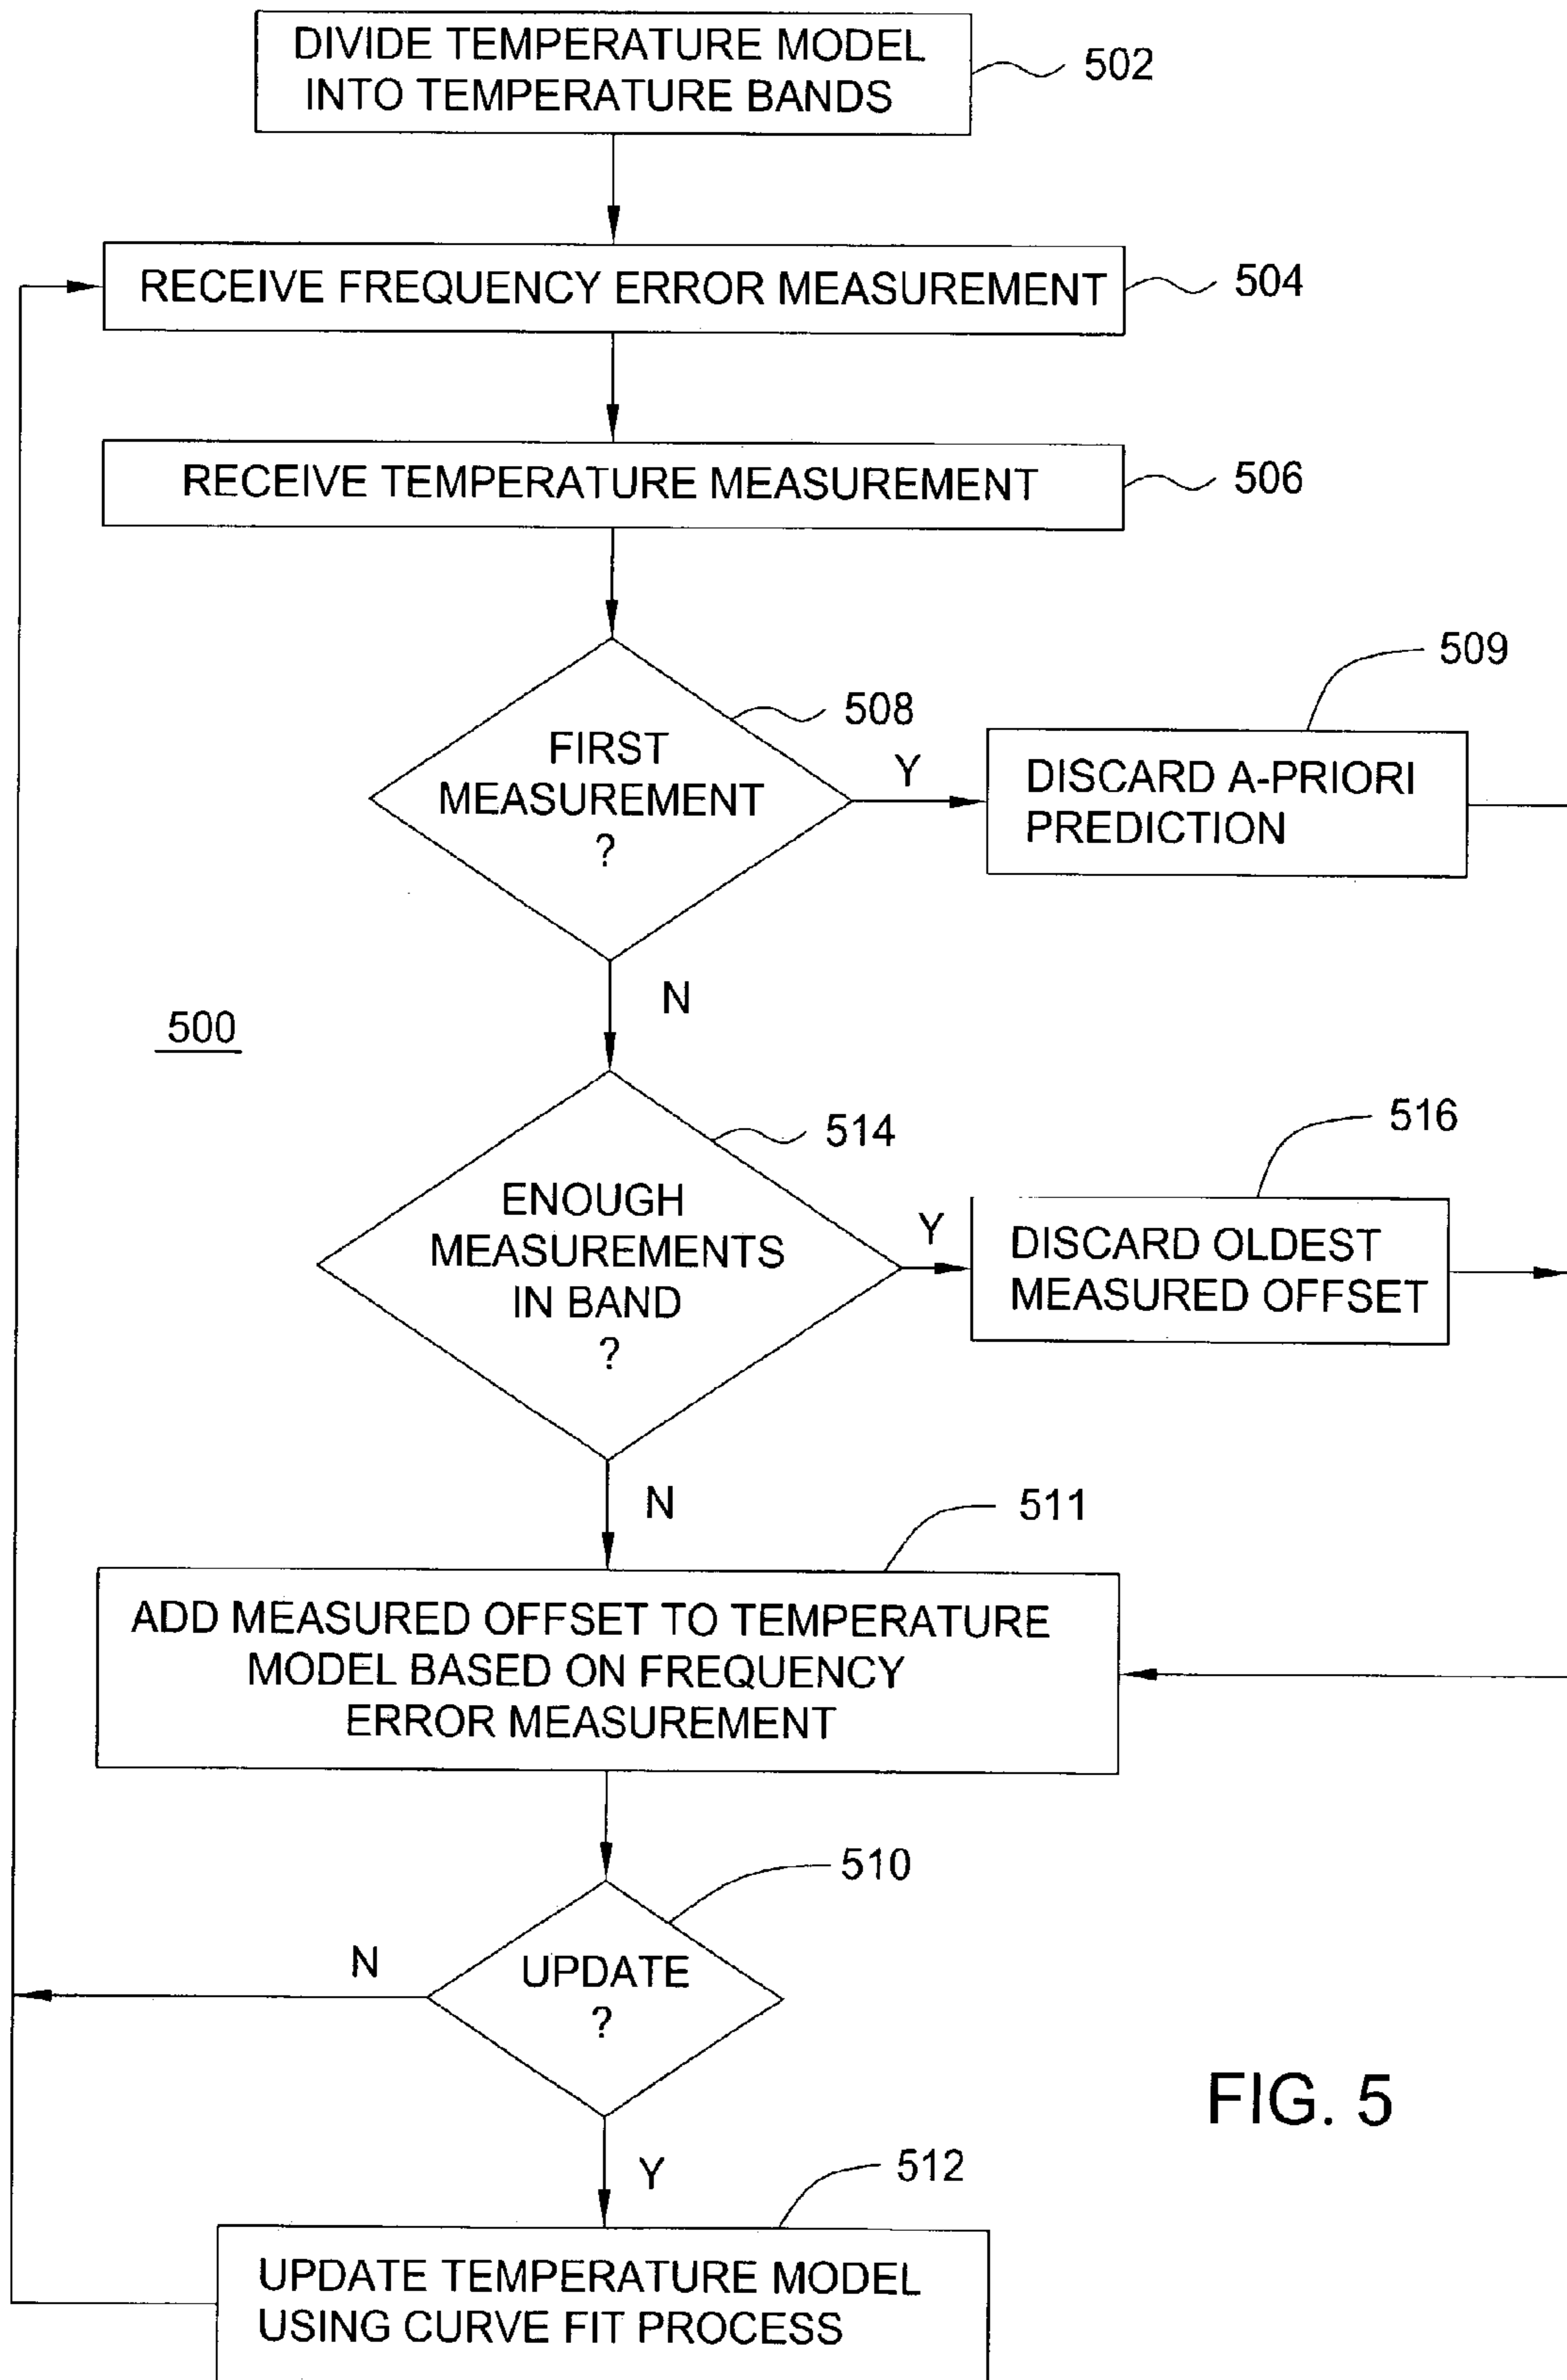 DIVIDE TEMPERATURE MODEL
INTO TEMPERATURE BANDS
502
RECEIVE FREQUENCY ERROR MEASUREMENT
504
RECEIVE TEMPERATURE MEASUREMENT
506
508
FIRST
MEASUREMENT
?
Y
509
DISCARD A-PRIORI
PREDICTION
N
500
514
ENOUGH
MEASUREMENTS
IN BAND
?
Y
516
DISCARD OLDEST
MEASURED OFFSET
N
511
ADD MEASURED OFFSET TO TEMPERATURE
MODEL BASED ON FREQUENCY
ERROR MEASUREMENT
510
UPDATE
?
N
Y
512
UPDATE TEMPERATURE MODEL
USING CURVE FIT PROCESS
FIG. 5